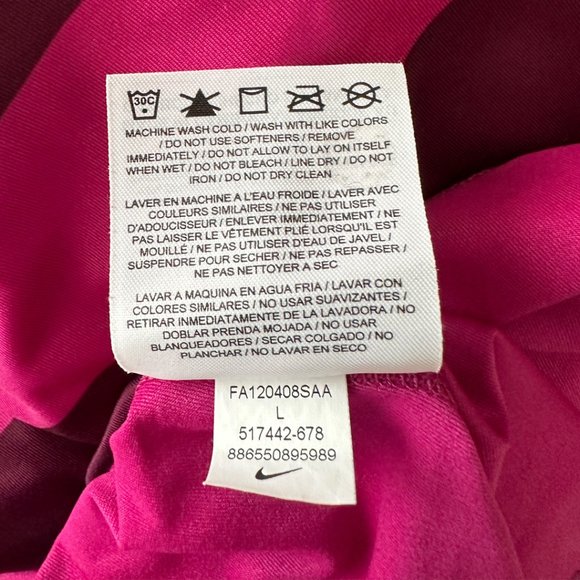 30C
MACHINE WASH COLD / WASH WITH LIKE COLORS
/ DO NOT USE SOFTENERS / REMOVE
IMMEDIATELY / DO NOT ALLOW TO LAY ON ITSELF
WHEN WET / DO NOT BLEACH / LINE DRY / DO NOT
IRON / DO NOT DRY CLEAN
LAVER EN MACHINE A L'EAU FROIDE / LAVER AVEC
COULEURS SIMILAIRES / NE PAS UTILISER
D'ADOUCISSEUR / ENLEVER IMMEDIATEMENT / NE
PAS LAISSER LE VÊTEMENT PLIÉ LORSQU'IL EST
MOUILLÉ / NE PAS UTILISER D'EAU DE JAVEL /
SUSPENDRE POUR SECHER / NE PAS REPASSER /
NE PAS NETTOYER A SEC
LAVAR A MAQUINA EN AGUA FRIA / LAVAR CON
COLORES SIMILARES / NO USAR SUAVIZANTES /
RETIRAR INMEDIATAMENTE DE LA LAVADORA / NO
DOBLAR PRENDA MOJADA / NO USAR
BLANQUEADORES / SECAR COLGADO / NO
PLANCHAR / NO LAVAR EN SECO
FA120408SAA
L
517442-678
886550895989